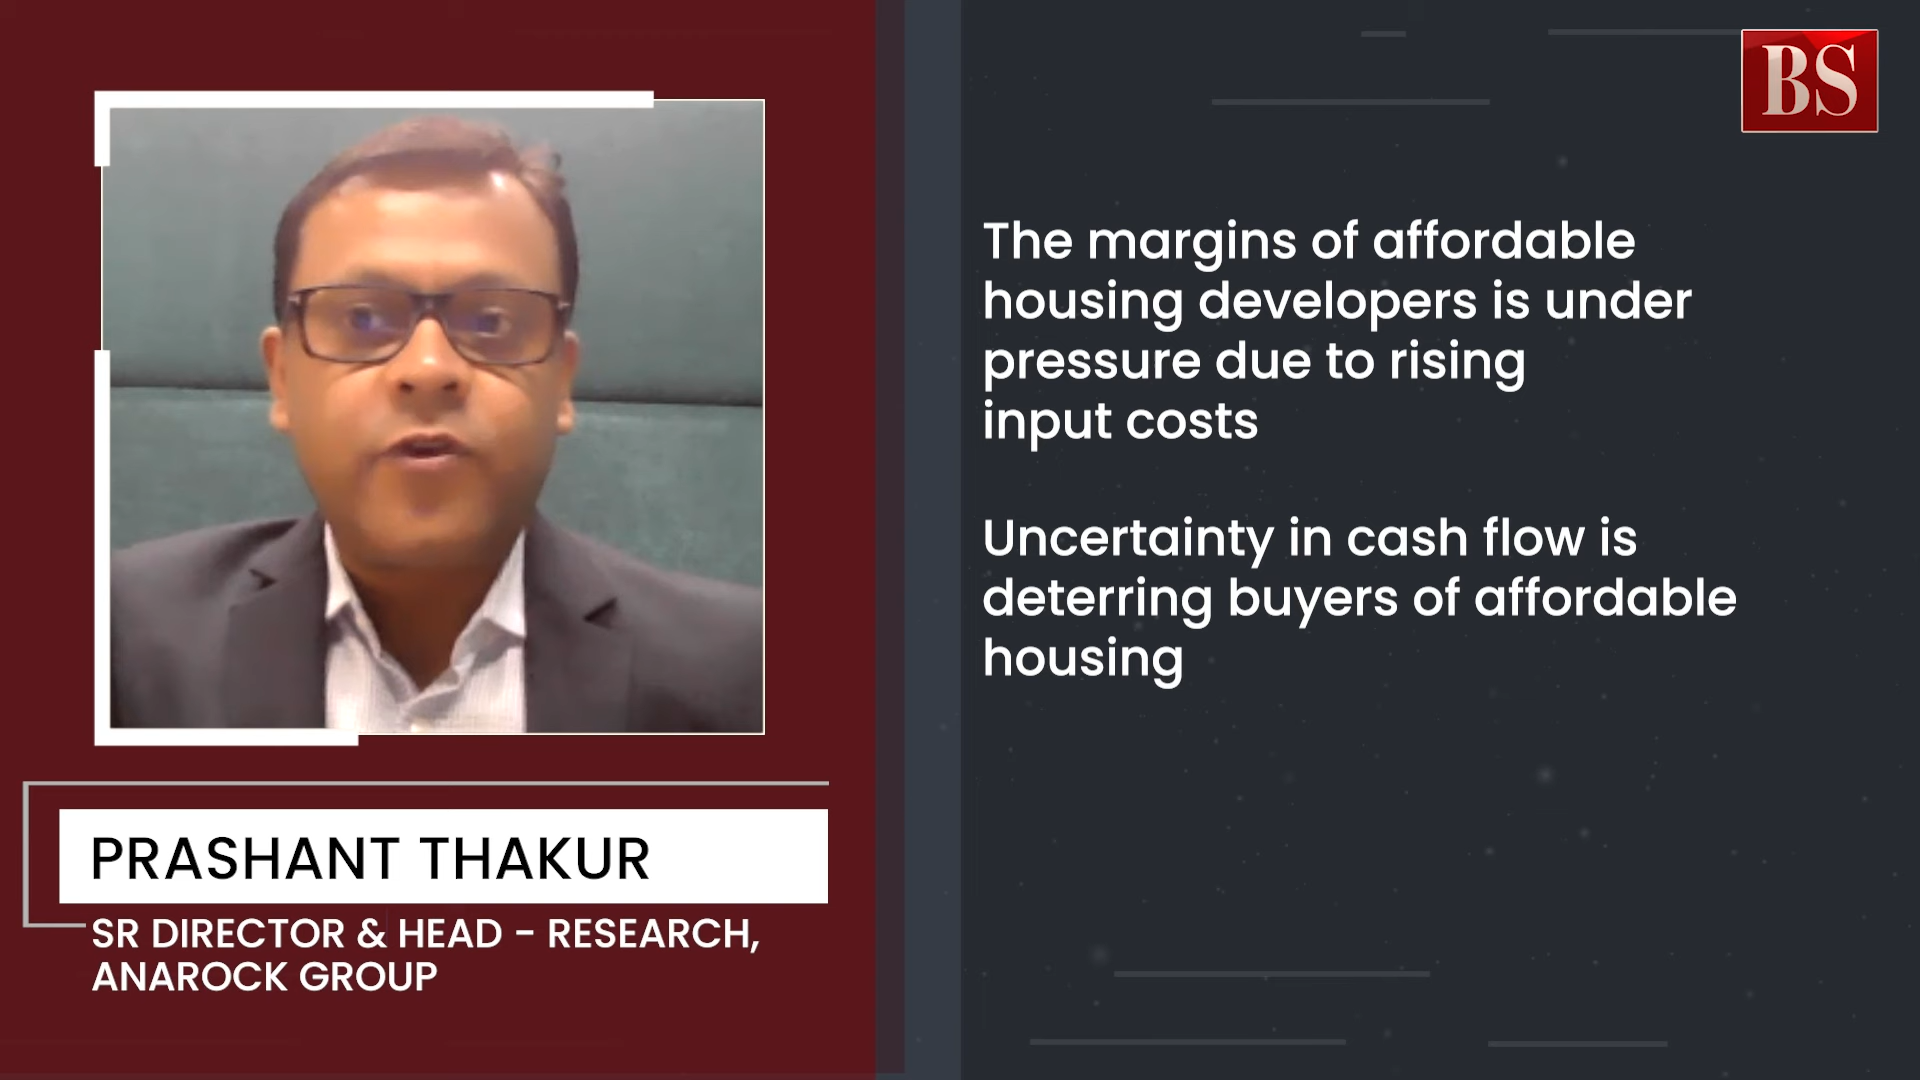 BS
The margins of affordable
housing developers is under
pressure due to rising
input costs
Uncertainty in cash flow is
deterring buyers of affordable
housing
PRASHANT THAKUR
SR DIRECTOR & HEAD - RESEARCH,
ANAROCK GROUP